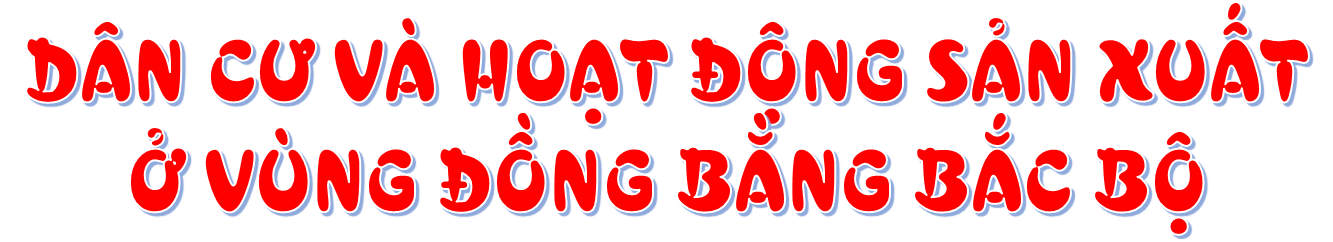 DÂN CƯ VÀ HOẠT ĐỘNG SẢN XUẤT
Ở VÙNG ĐỒNG BẰNG BẮC BỘ